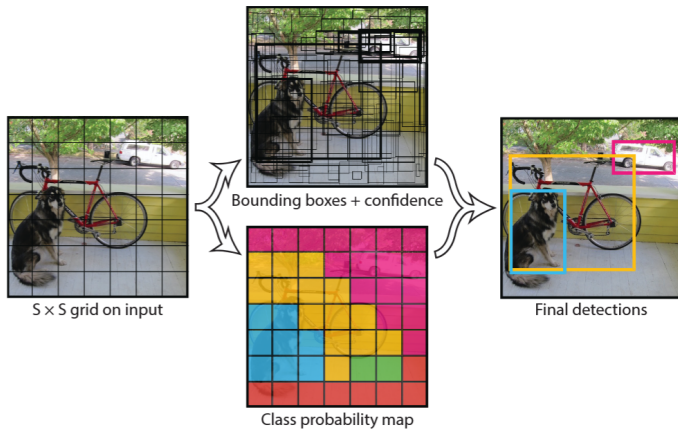 Bounding boxes + confidence
S × S grid on input
Final detections
Class probability map